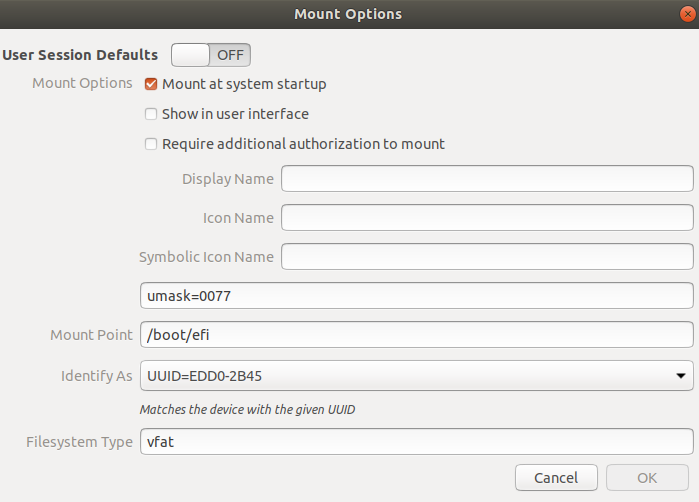 Mount Options
User Session Defaults OFF
Mount Options Mount at system startup
Show in user interface
Require additional authorization to mount
Display Name
Icon Name
Symbolic Icon Name
umask=0077
Mount Point /boot/efi
Identify As UUID=EDD0-2B45
Matches the device with the given UUID
Filesystem Type vfat
Cancel OK